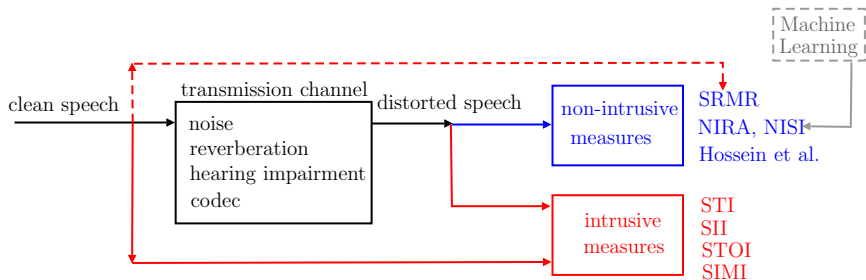 Machine
Learning
clean speech
transmission channel
noise
reverberation
hearing impairment
codec
distorted speech
non-intrusive
measures
SRMR
NIRA, NISI
Hossein et al.
intrusive
measures
STI
SII
STOI
SIMI